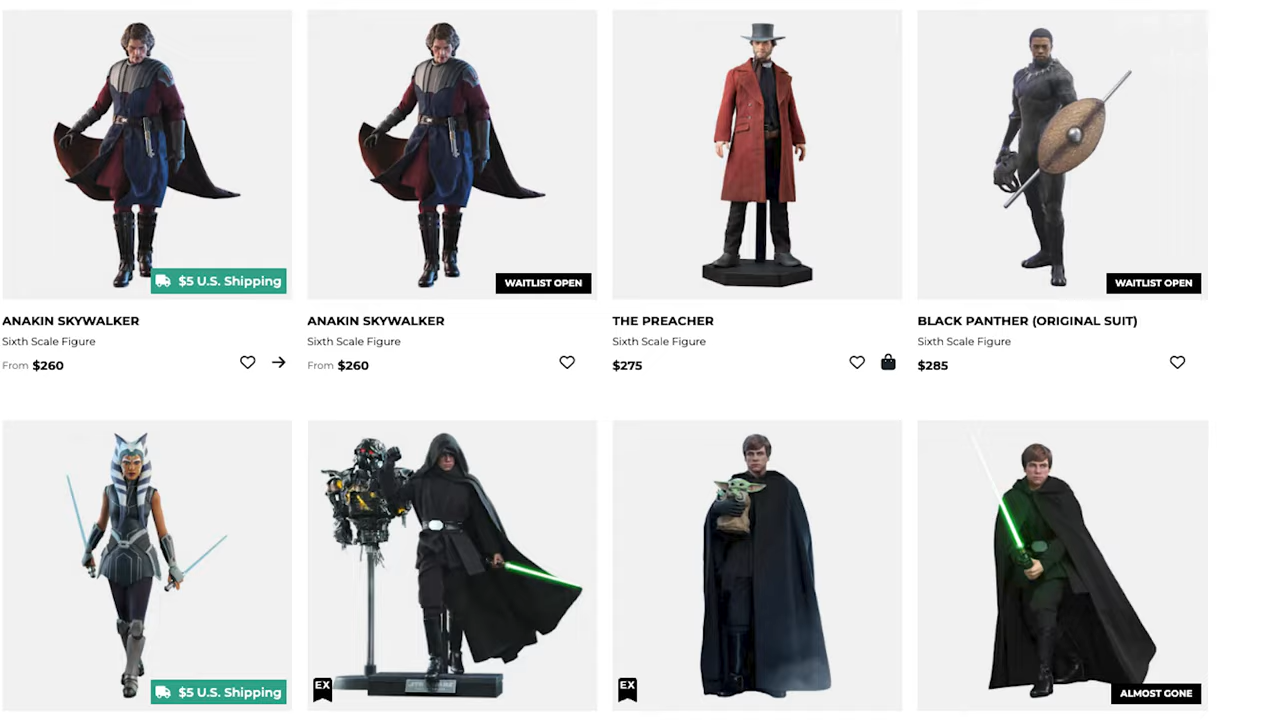 $5 U.S. Shipping
WAITLIST OPEN
WAITLIST OPEN
ANAKIN SKYWALKER
Sixth Scale Figure
From $260
ANAKIN SKYWALKER
Sixth Scale Figure
From $260
THE PREACHER
Sixth Scale Figure
$275
BLACK PANTHER (ORIGINAL SUIT)
Sixth Scale Figure
$285
$5 U.S. Shipping
EX
EX
ALMOST GONE